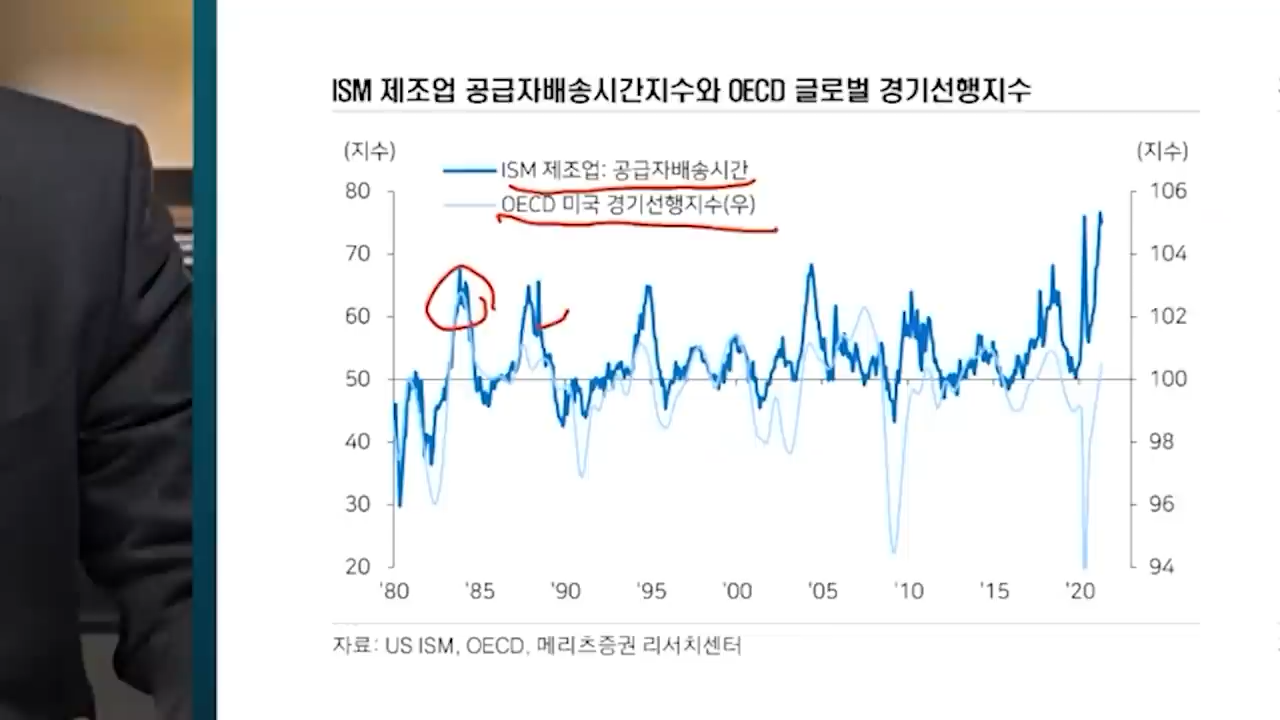 ISM 제조업 공급자배송시간지수와 OECD 글로벌 경기선행지수
(지수) (지수)
ISM 제조업: 공급자배송시간
OECD 미국 경기선행지수(우)
80 106
70 104
60 102
50 100
40 98
30 96
20 94
'80 '85 '90 '95 '00 '05 '10 '15 '20
자료: US ISM, OECD, 메리츠증권 리서치센터